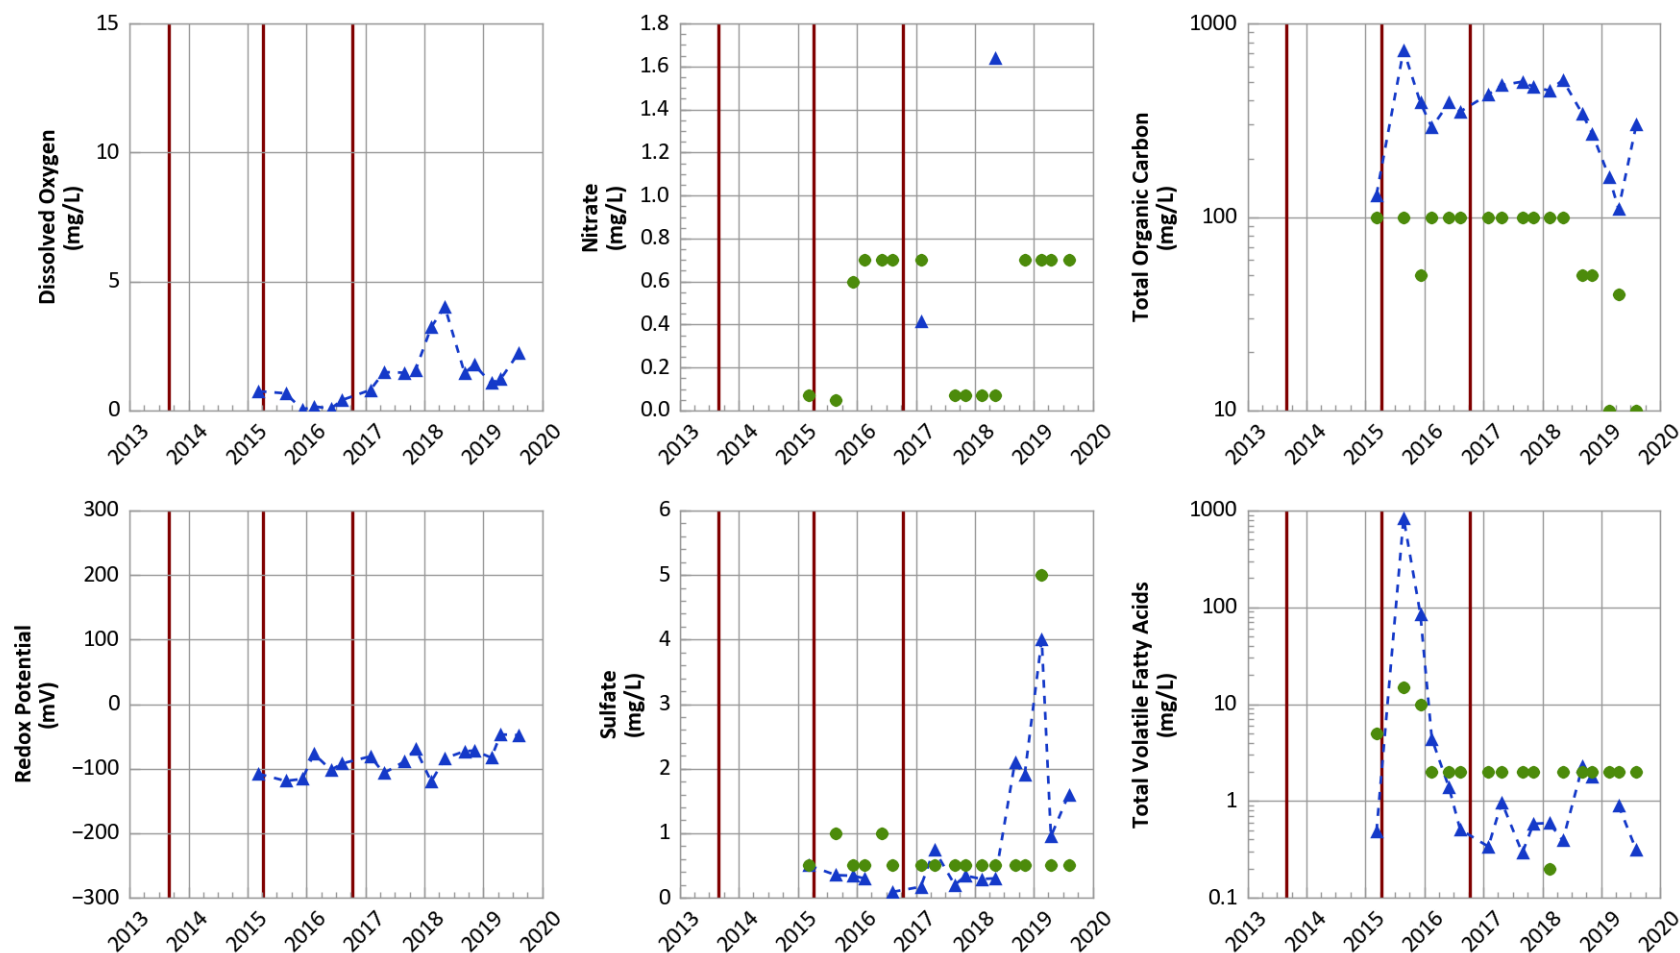 Dissolved Oxygen
(mg/L)
15
10
5
0
2013 2014 2015 2016 2017 2018 2019 2020
Nitrate
(mg/L)
1.8
1.6
1.4
1.2
1.0
0.8
0.6
0.4
0.2
0.0
2013 2014 2015 2016 2017 2018 2019 2020
Total Organic Carbon
(mg/L)
1000
100
10
2013 2014 2015 2016 2017 2018 2019 2020
Redox Potential
(mV)
300
200
100
0
−100
−200
−300
2013 2014 2015 2016 2017 2018 2019 2020
Sulfate
(mg/L)
6
5
4
3
2
1
0
2013 2014 2015 2016 2017 2018 2019 2020
Total Volatile Fatty Acids
(mg/L)
1000
100
10
1
0.1
2013 2014 2015 2016 2017 2018 2019 2020